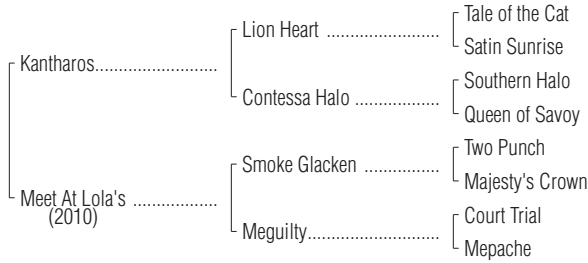 Tale of the Cat
Lion Heart ........................
Satin Sunrise
Kantharos..........................
Southern Halo
Contessa Halo ..................
Queen of Savoy
Two Punch
Smoke Glacken ................
Majesty's Crown
Meet At Lola's ..................
(2010)
Court Trial
Meguilty............................
Mepache